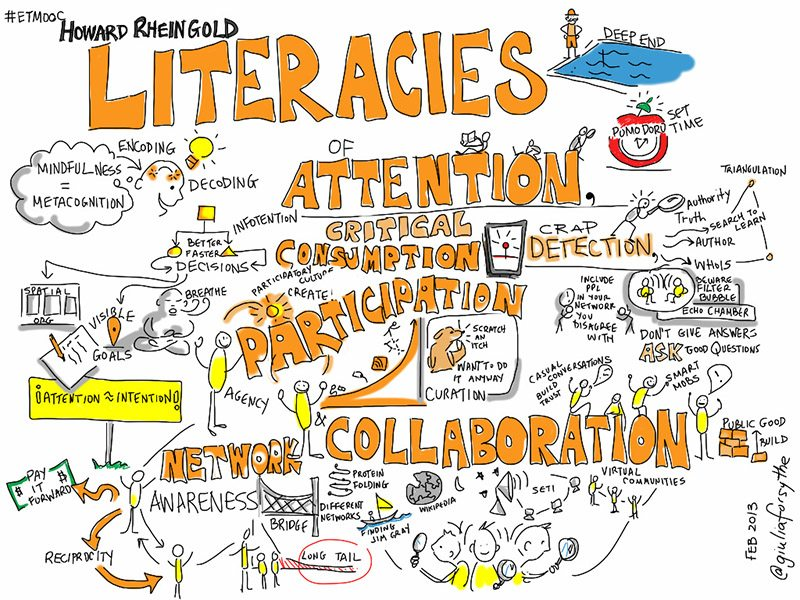 #ETMOOC
HOWARD RHEINGOLD
LITERACIES
DEEP END
POMODORO
SET
TIME
OF
ATTENTION,
ENCODING
DECODING
MINDFULNESS
=
METACOGNITION
INFOTENTION
BETTER
FASTER
DECISIONS
CRITICAL
CONSUMPTION
CRAP
DETECTION,
TRIANGULATION
Authority
Truth
SEARCH TO
LEARN
AUTHOR
WHOIS
SPATIAL
ORG
VISIBLE
GOALS
BREATHE
¡ATTENTION ≈ INTENTION!
PARTICIPATORY CULTURE
CREATE!
PARTICIPATION
AGENCY
SCRATCH
AN
ITCH
WANT TO DO
IT ANYWAY
CURATION
INCLUDE
PPL
IN YOUR
NETWORK
YOU
DISAGREE
WITH
FILTER
BUBBLE
ECHO CHAMBER
DON'T GIVE ANSWERS
ASK GOOD QUESTIONS
CASUAL
CONVERSATIONS
BUILD
TRUST
SMART
MOBS
PUBLIC GOOD
BUILD
&
COLLABORATION
NETWORK
AWARENESS
PAY
IT
FORWARD
RECIPROCITY
BRIDGE
DIFFERENT
NETWORKS
LONG TAIL
PROTEIN
FOLDING
FINDING
JIM GRAY
WIKIPEDIA
SETI
VIRTUAL
COMMUNITIES
FEB 2013
@giuliaforsythe